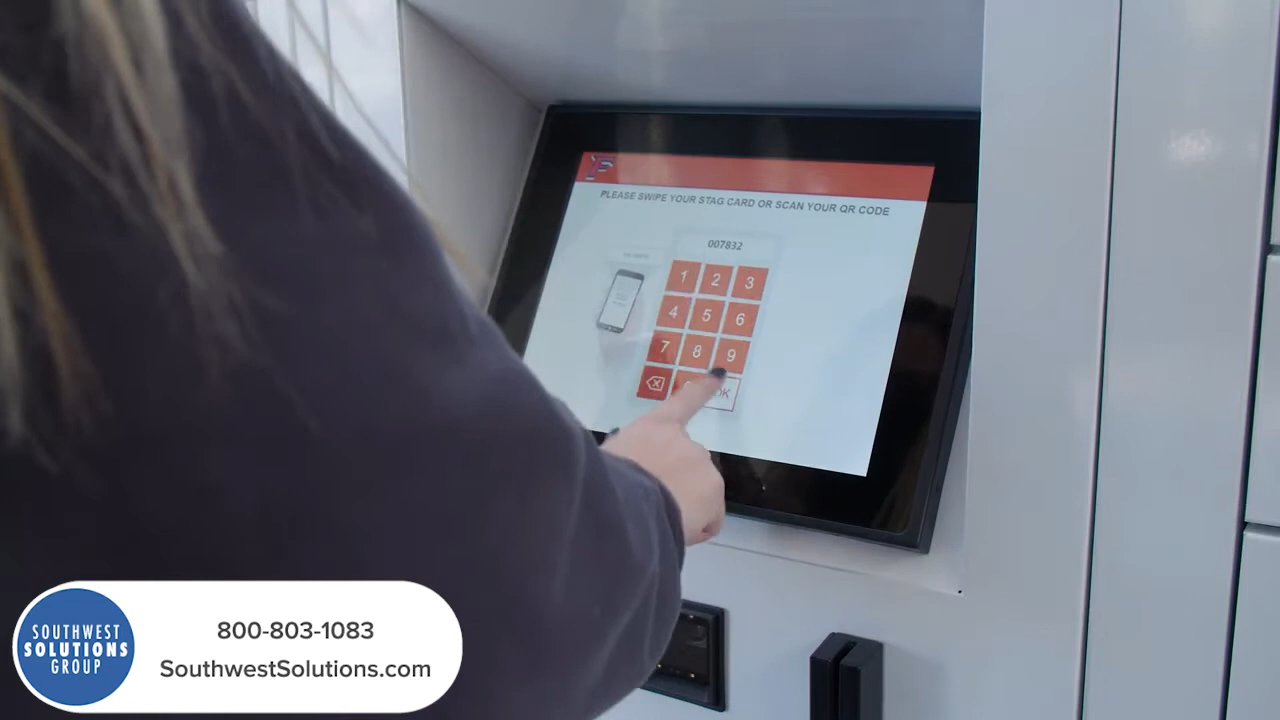 PLEASE SWIPE YOUR STAG CARD OR SCAN YOUR QR CODE
007832
1 2 3
4 5 6
7 8 9
OK
SOUTHWEST
SOLUTIONS
GROUP
800-803-1083
SouthwestSolutions.com